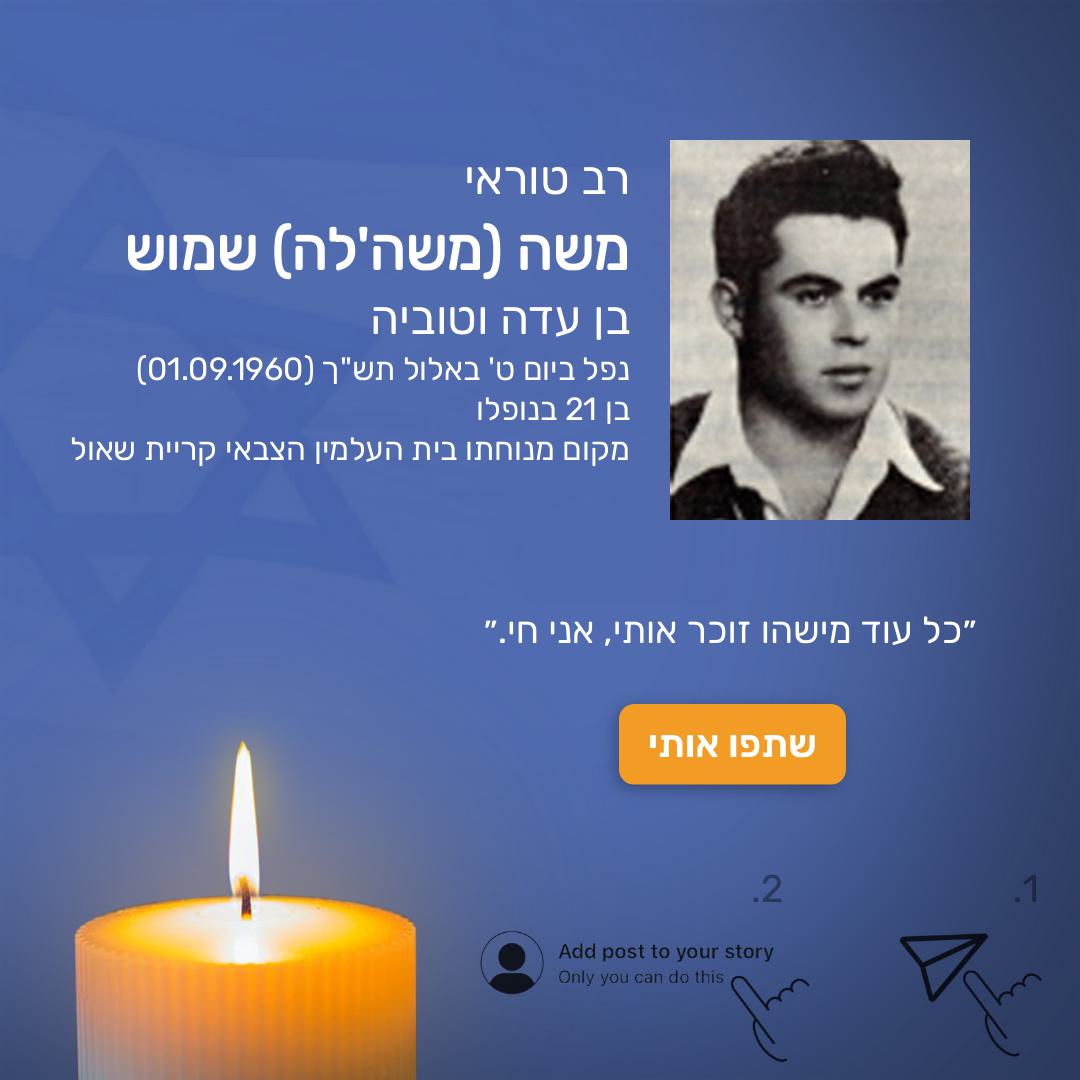 רב טוראי
משה (משה'לה) שמוש
בן עדה וטוביה
נפל ביום ט' באלול תש"ך (01.09.1960)
בן 21 בנופלו
מקום מנוחתו בית העלמין הצבאי קריית שאול
״כל עוד מישהו זוכר אותי, אני חי.״
שתפו אותי
.1
.2
Add post to your story
Only you can do this